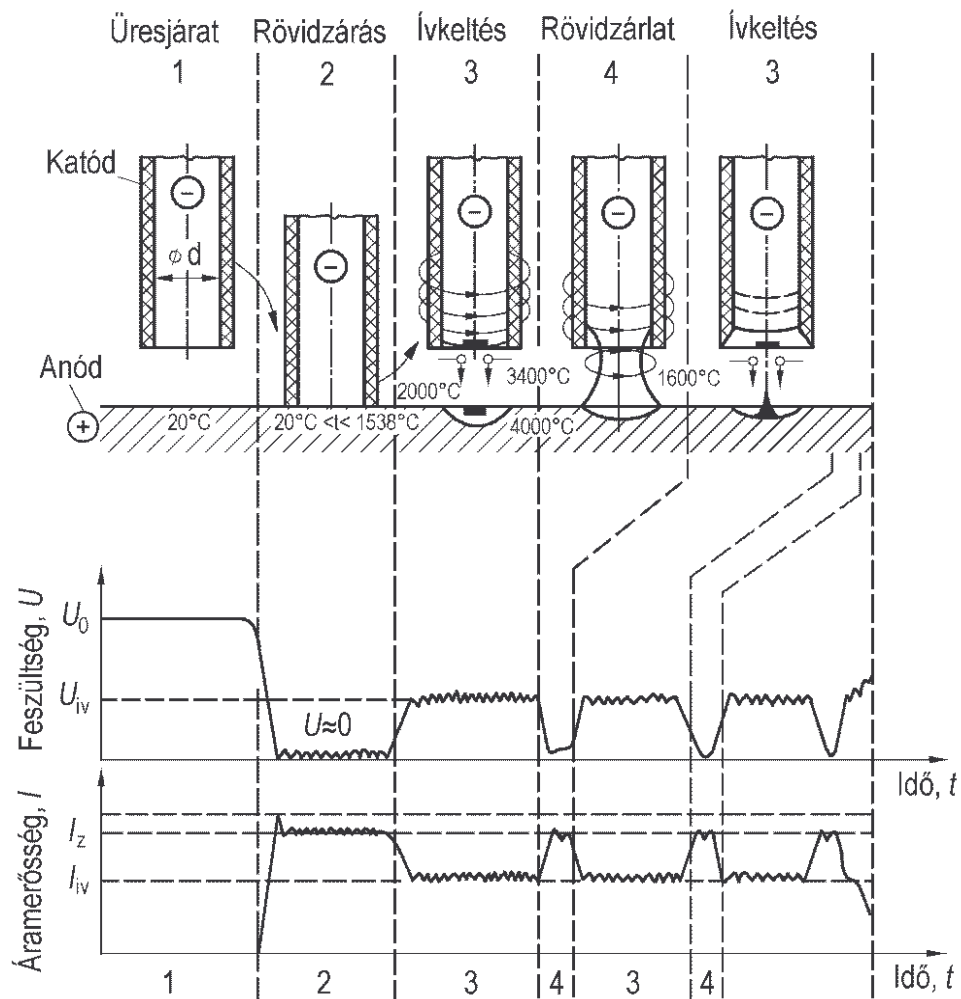 Üresjárat Rövidzárás Ívkeltés Rövidzárlat Ívkeltés
1 2 3 4 3
Katód
− − − − −
ϕ d
Anód
2000°C 3400°C 1600°C
+ 20°C 20°C <t< 1538°C 4000°C
Feszültség, U
U0
Uív
U≈0
Idő, t
Áramerősség, I
Iz
Iív
1 2 3 4 3 4 Idő, t